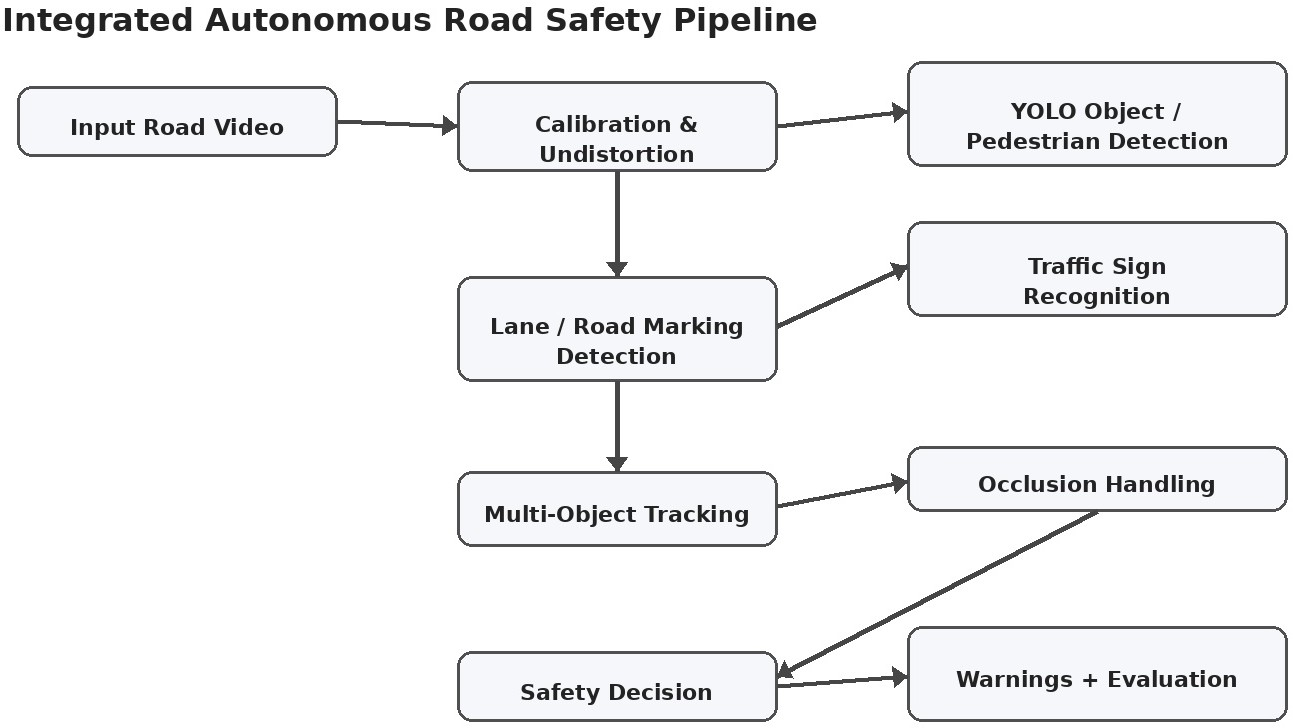 Integrated Autonomous Road Safety Pipeline
Input Road Video
Calibration &
Undistortion
YOLO Object /
Pedestrian Detection
Lane / Road Marking
Detection
Traffic Sign
Recognition
Multi-Object Tracking
Occlusion Handling
Safety Decision
Warnings + Evaluation